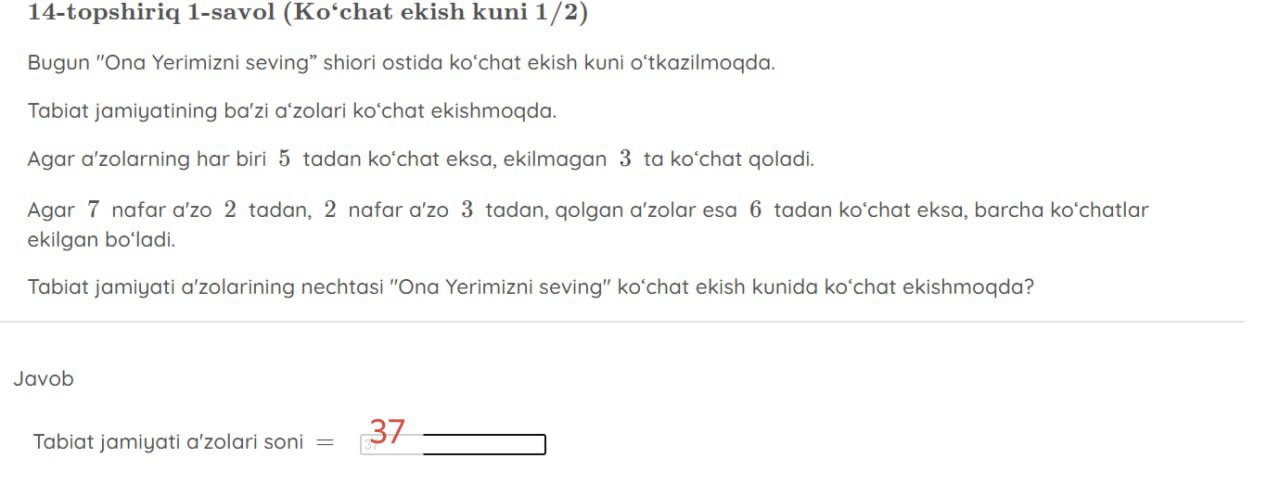 14-topshiriq 1-savol (Ko‘chat ekish kuni 1/2)
Bugun "Ona Yerimizni seving” shiori ostida ko‘chat ekish kuni o‘tkazilmoqda.
Tabiat jamiyatining ba'zi a‘zolari ko‘chat ekishmoqda.
Agar a'zolarning har biri 5 tadan ko‘chat eksa, ekilmagan 3 ta ko‘chat qoladi.
Agar 7 nafar a'zo 2 tadan, 2 nafar a'zo 3 tadan, qolgan a'zolar esa 6 tadan ko‘chat eksa, barcha ko‘chatlar
ekilgan bo‘ladi.
Tabiat jamiyati a'zolarining nechtasi "Ona Yerimizni seving" ko‘chat ekish kunida ko‘chat ekishmoqda?
Javob
Tabiat jamiyati a'zolari soni = 37